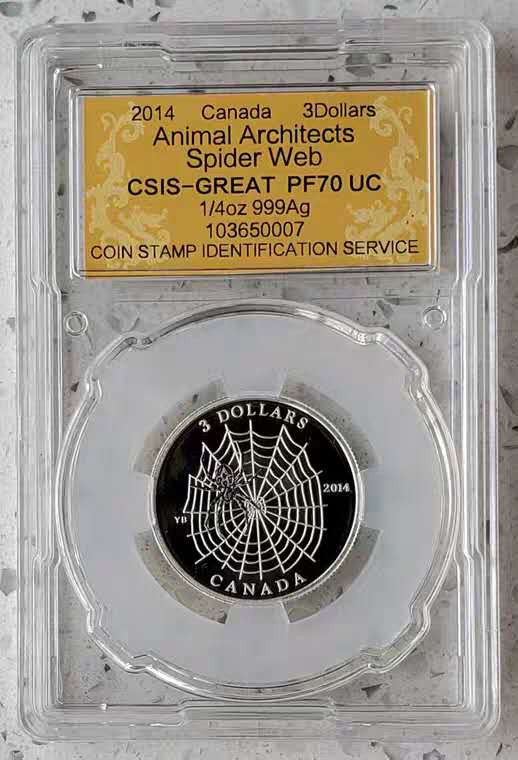 2014 Canada 3Dollars
Animal Architects
Spider Web
CSIS-GREAT PF70 UC
1/4oz 999Ag
103650007
COIN STAMP IDENTIFICATION SERVICE
3 DOLLARS
2014
YB
CANADA